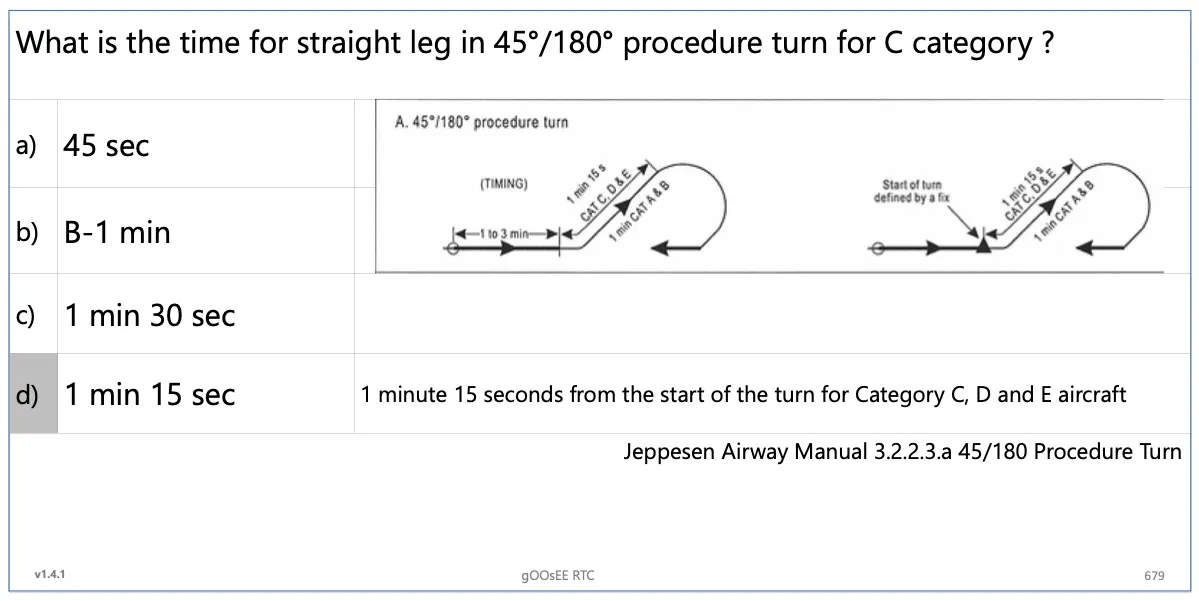 What is the time for straight leg in 45°/180° procedure turn for C category ?
a) 45 sec
A. 45°/180° procedure turn
(TIMING)
1 min 15 s
CAT C, D & E
1 min CAT A & B
1 to 3 min
Start of turn
defined by a fix
1 min 15 s
CAT C, D & E
1 min CAT A & B
b) B-1 min
c) 1 min 30 sec
d) 1 min 15 sec
1 minute 15 seconds from the start of the turn for Category C, D and E aircraft
Jeppesen Airway Manual 3.2.2.3.a 45/180 Procedure Turn
v1.4.1
gOOsEE RTC
679